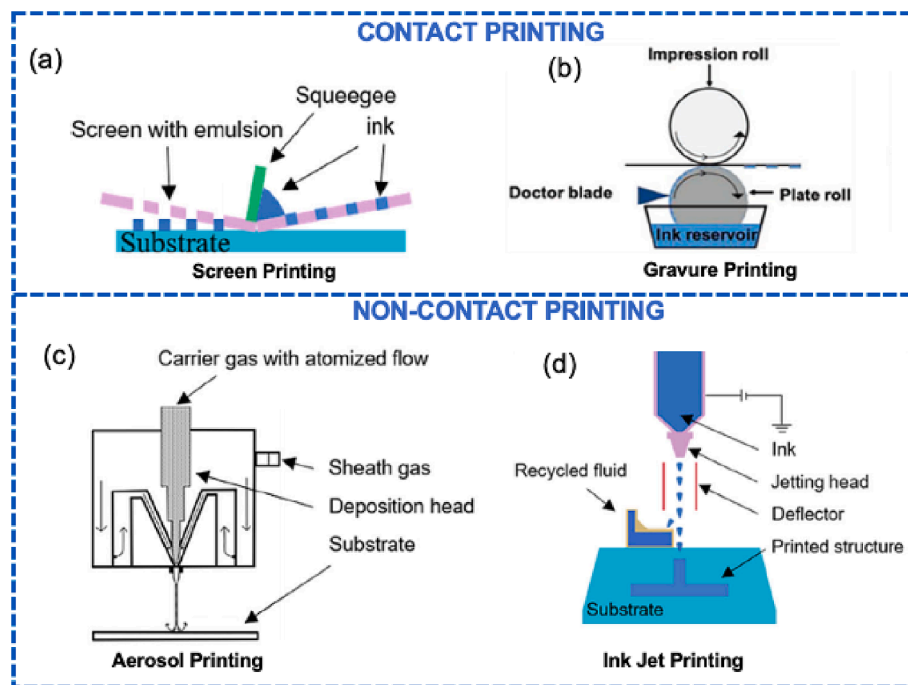 CONTACT PRINTING
(a)
Squeegee
Screen with emulsion
ink
Substrate
Screen Printing
(b)
Impression roll
Doctor blade
Plate roll
Ink reservoir
Gravure Printing
NON-CONTACT PRINTING
(c)
Carrier gas with atomized flow
Sheath gas
Deposition head
Substrate
Aerosol Printing
(d)
Ink
Recycled fluid
Jetting head
Deflector
Printed structure
Substrate
Ink Jet Printing